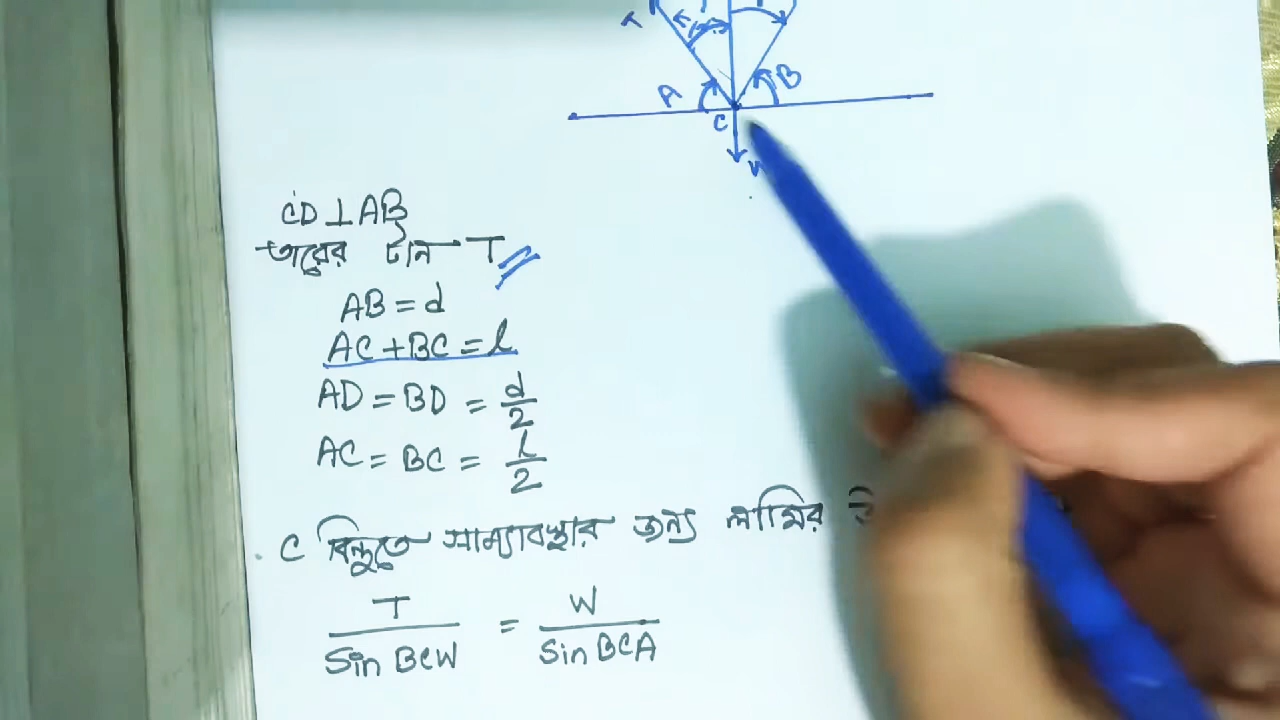 A
B
C
CD⊥AB
তারের টান T
AB = d
AC + BC = l
AD = BD = d/2
AC = BC = l/2
C বিন্দুতে সাম্যাবস্থার জন্য লামির
T/Sin BCW = W/Sin BCA